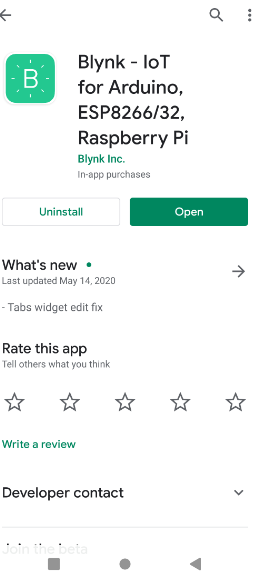 B
Blynk - IoT
for Arduino,
ESP8266/32,
Raspberry Pi
Blynk Inc.
In-app purchases
Uninstall
Open
What's new
Last updated May 14, 2020
- Tabs widget edit fix
Rate this app
Tell others what you think
Write a review
Developer contact
Join the beta